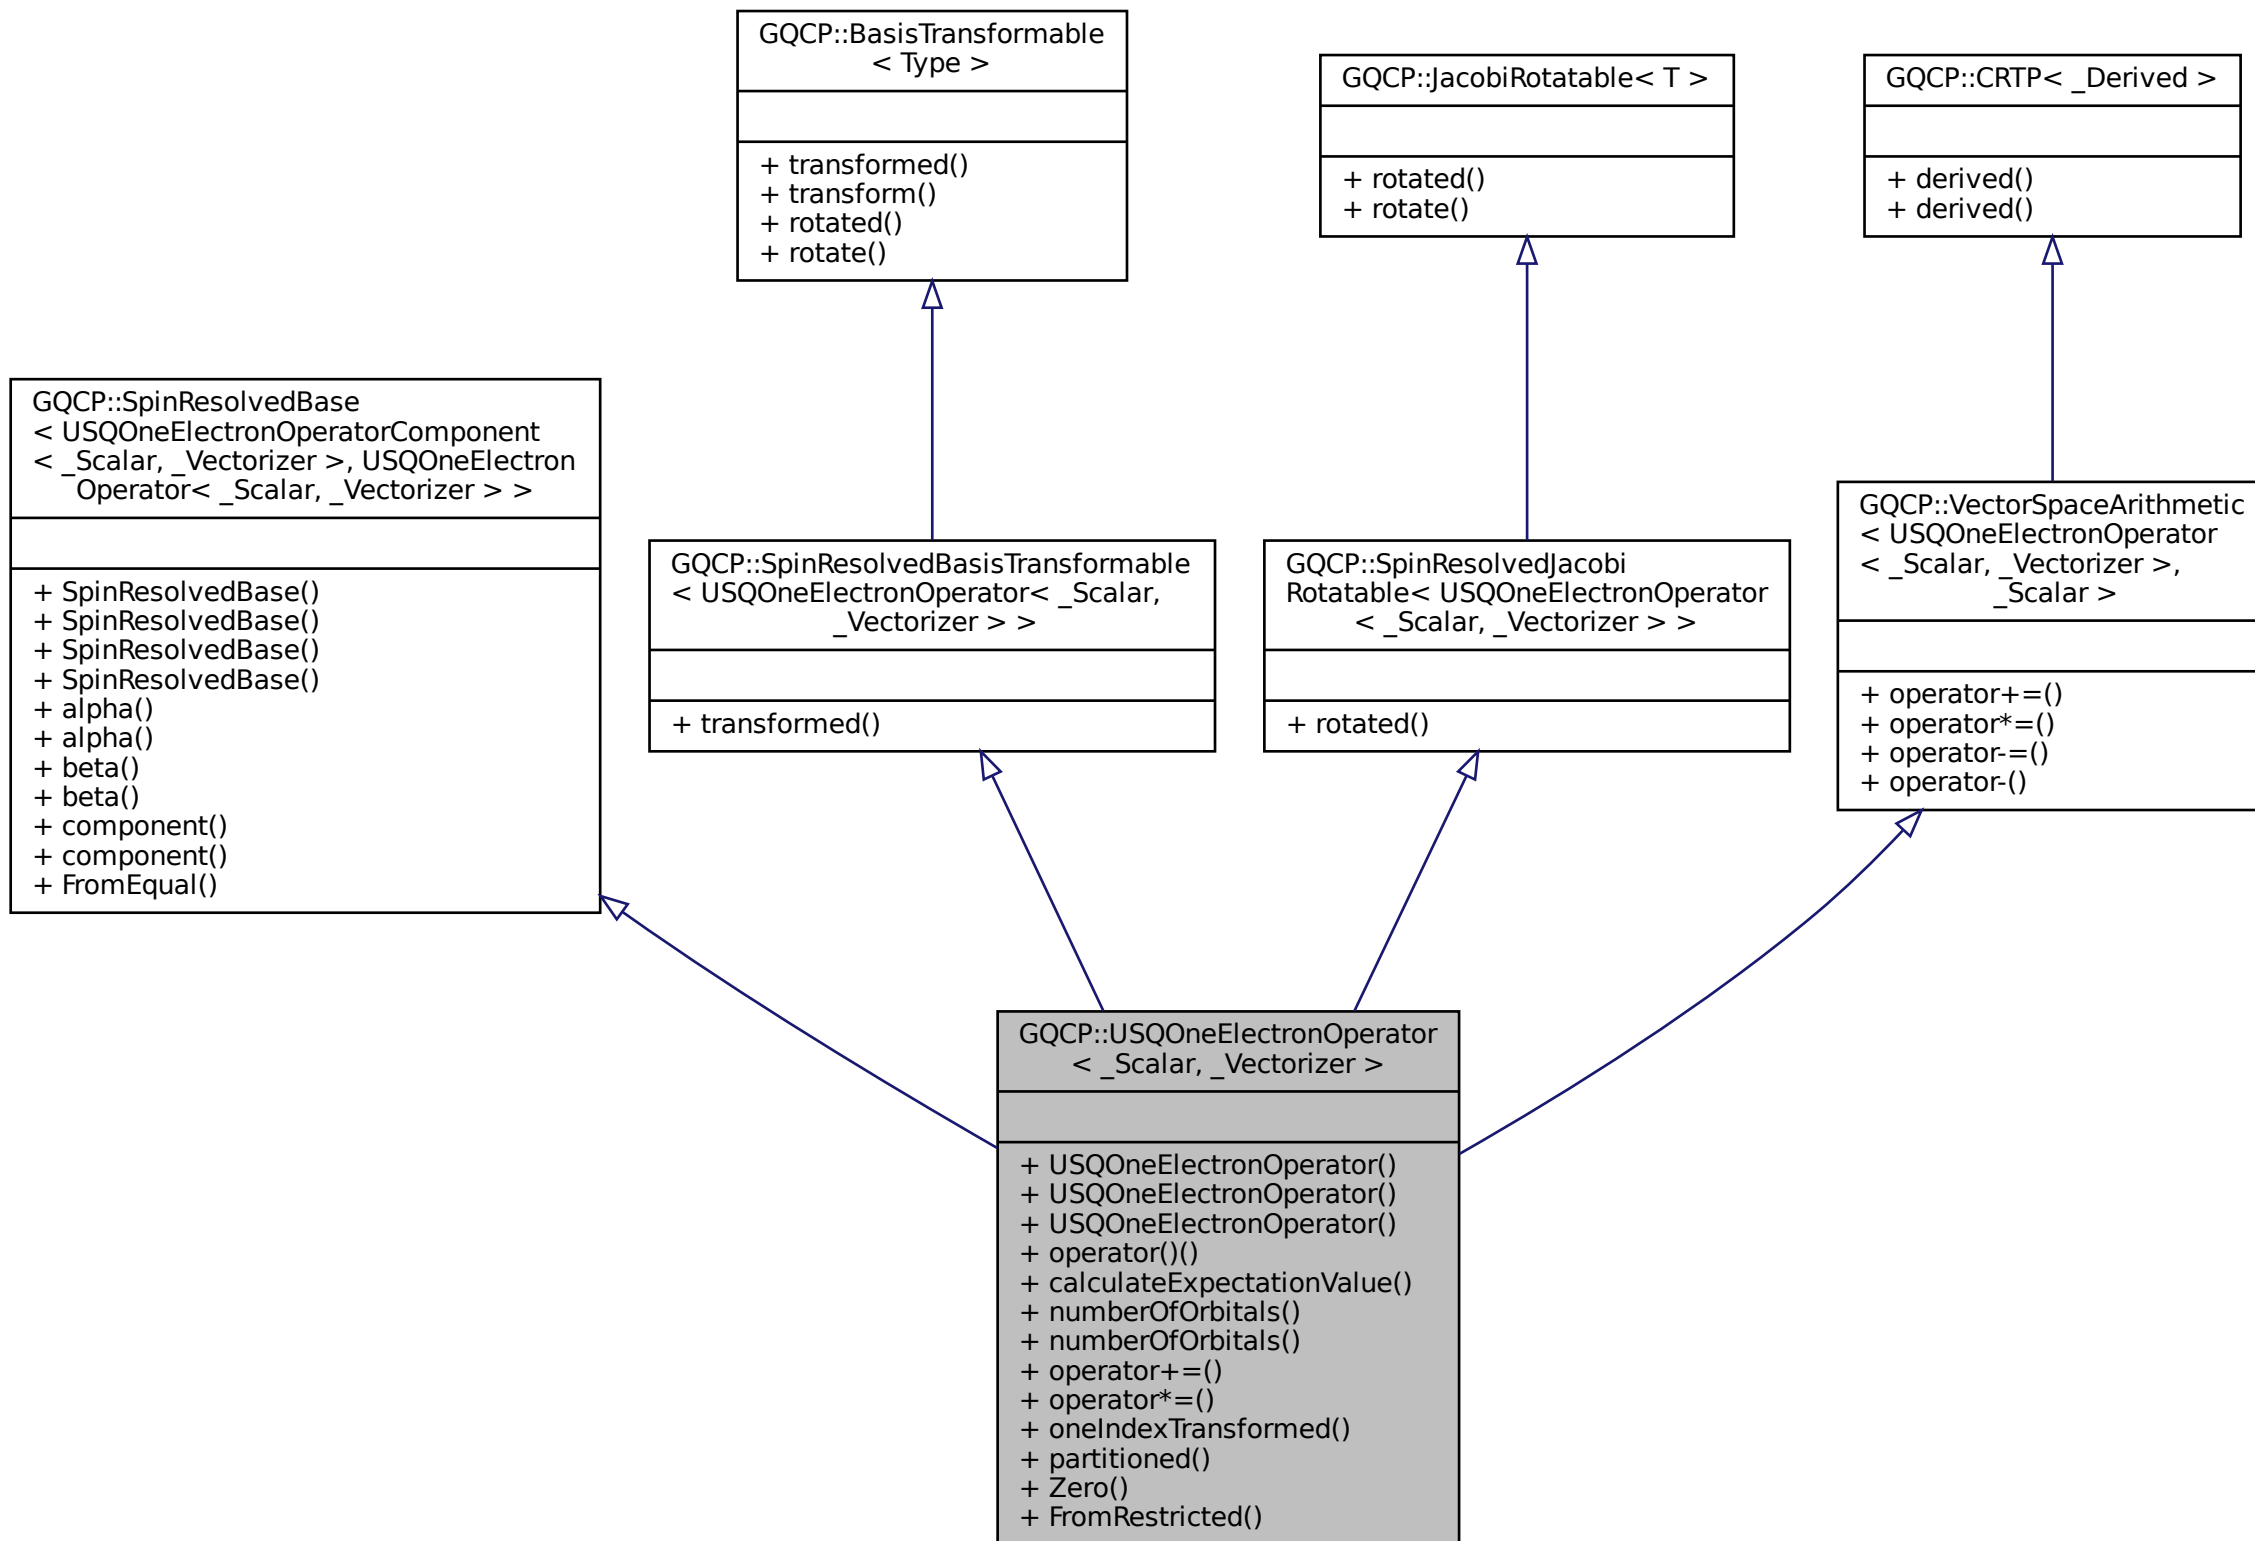 GQCP::BasisTransformable
< Type >
+ transformed()
+ transform()
+ rotated()
+ rotate()
GQCP::JacobiRotatable< T >
+ rotated()
+ rotate()
GQCP::CRTP< _Derived >
+ derived()
+ derived()
GQCP::SpinResolvedBase
< USQOneElectronOperatorComponent
< _Scalar, _Vectorizer >, USQOneElectron
Operator< _Scalar, _Vectorizer > >
+ SpinResolvedBase()
+ SpinResolvedBase()
+ SpinResolvedBase()
+ SpinResolvedBase()
+ alpha()
+ alpha()
+ beta()
+ beta()
+ component()
+ component()
+ FromEqual()
GQCP::SpinResolvedBasisTransformable
< USQOneElectronOperator< _Scalar,
_Vectorizer > >
+ transformed()
GQCP::SpinResolvedJacobi
Rotatable< USQOneElectronOperator
< _Scalar, _Vectorizer > >
+ rotated()
GQCP::VectorSpaceArithmetic
< USQOneElectronOperator
< _Scalar, _Vectorizer >,
_Scalar >
+ operator+=()
+ operator*=()
+ operator-=()
+ operator-()
GQCP::USQOneElectronOperator
< _Scalar, _Vectorizer >
+ USQOneElectronOperator()
+ USQOneElectronOperator()
+ USQOneElectronOperator()
+ operator()()
+ calculateExpectationValue()
+ numberOfOrbitals()
+ numberOfOrbitals()
+ operator+=()
+ operator*=()
+ oneIndexTransformed()
+ partitioned()
+ Zero()
+ FromRestricted()